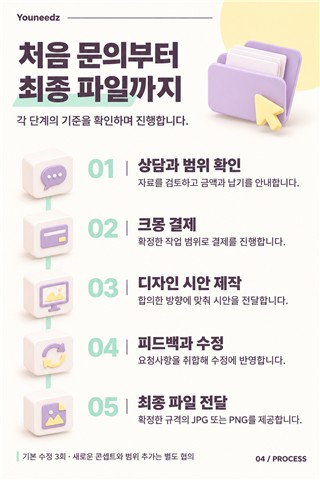 Youneedz
처음 문의부터
최종 파일까지
각 단계의 기준을 확인하며 진행합니다.
01 | 상담과 범위 확인
자료를 검토하고 금액과 납기를 안내합니다.
02 | 크몽 결제
확정한 작업 범위로 결제를 진행합니다.
03 | 디자인 시안 제작
합의한 방향에 맞춰 시안을 전달합니다.
04 | 피드백과 수정
요청사항을 취합해 수정에 반영합니다.
05 | 최종 파일 전달
확정한 규격의 JPG 또는 PNG를 제공합니다.
기본 수정 3회 · 새로운 콘셉트와 범위 추가는 별도 협의
04 / PROCESS